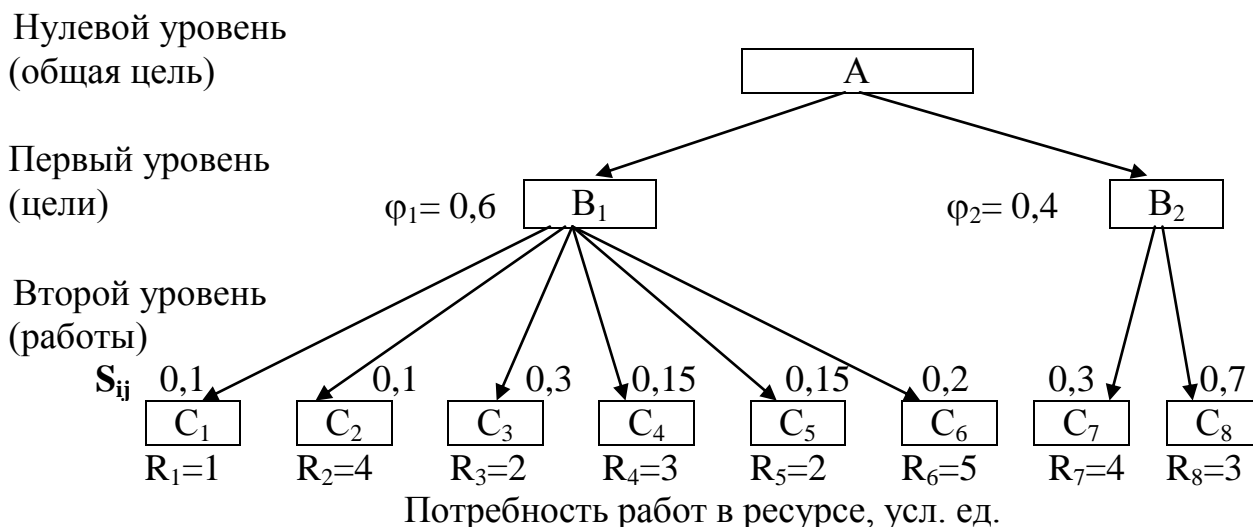 Нулевой уровень
(общая цель)
A
Первый уровень
(цели)
φ₁= 0,6
B₁
φ₂= 0,4
B₂
Второй уровень
(работы)
Sᵢⱼ 0,1 0,1 0,3 0,15 0,15 0,2 0,3 0,7
C₁ C₂ C₃ C₄ C₅ C₆ C₇ C₈
R₁=1 R₂=4 R₃=2 R₄=3 R₅=2 R₆=5 R₇=4 R₈=3
Потребность работ в ресурсе, усл. ед.